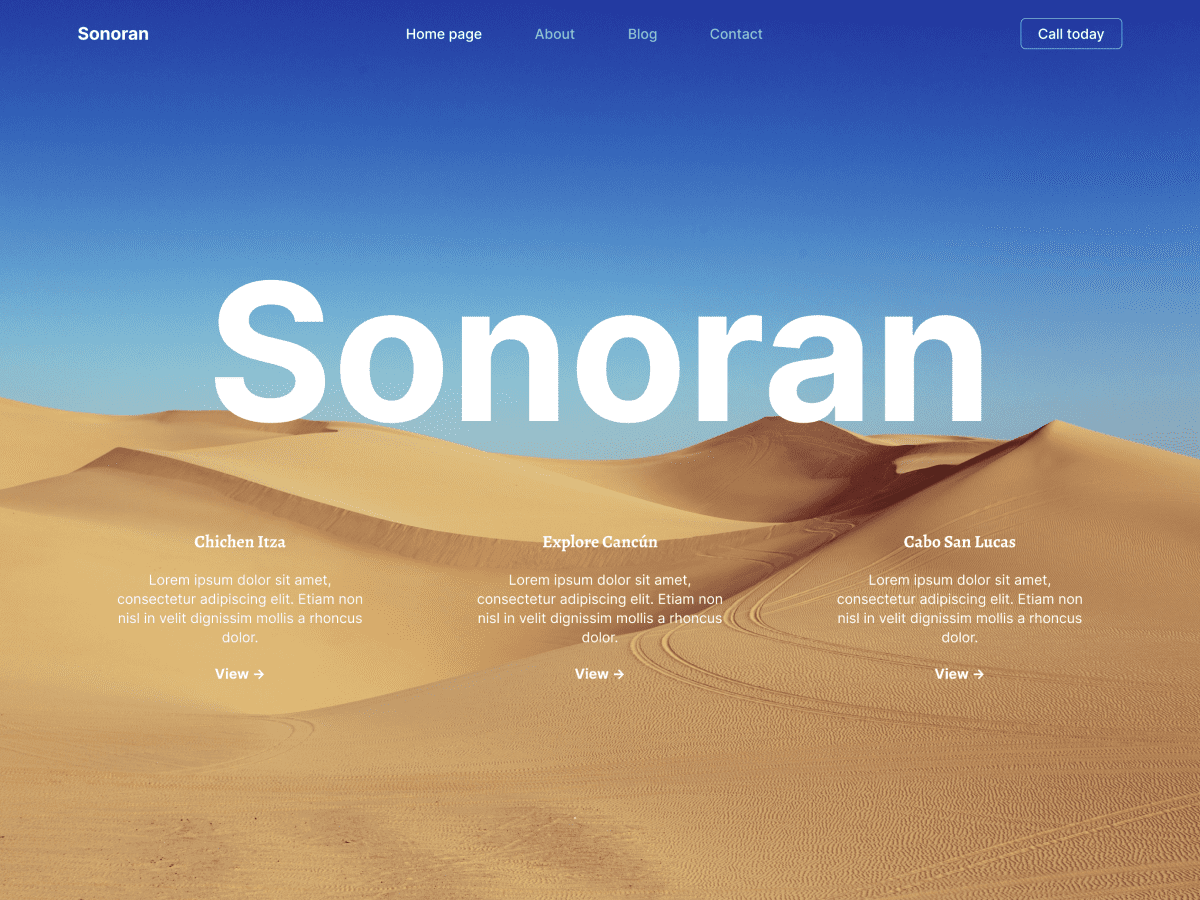 Sonoran
Home page
About
Blog
Contact
Call today
Sonoran
Chichen Itza
Lorem ipsum dolor sit amet,
consectetur adipiscing elit. Etiam non
nisl in velit dignissim mollis a rhoncus
dolor.
View →
Explore Cancún
Lorem ipsum dolor sit amet,
consectetur adipiscing elit. Etiam non
nisl in velit dignissim mollis a rhoncus
dolor.
View →
Cabo San Lucas
Lorem ipsum dolor sit amet,
consectetur adipiscing elit. Etiam non
nisl in velit dignissim mollis a rhoncus
dolor.
View →